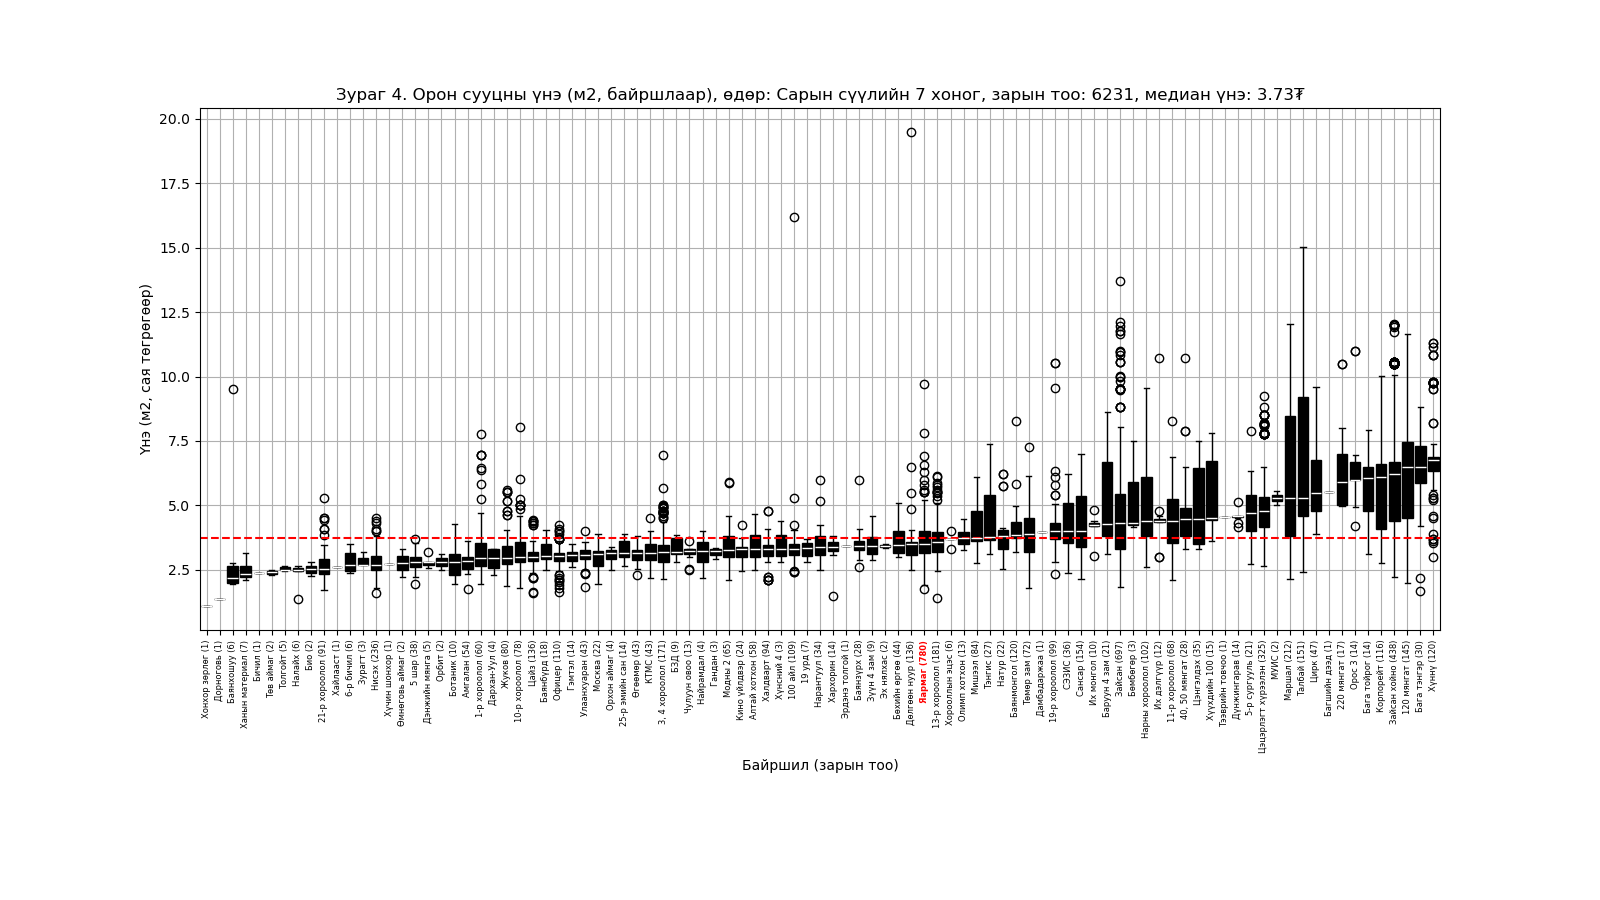 Зураг 4. Орон сууцны үнэ (м2, байршлаар), өдөр: Сарын сүүлийн 7 хоног, зарын тоо: 6231, медиан үнэ: 3.73₮
20.0
17.5
15.0
12.5
10.0
7.5
5.0
2.5
Үнэ (м2, сая төгрөгөөр)
Хонхор зөрлөг (1)
Дорноговь (1)
Баянхошуу (6)
Ханын материал (7)
Бичил (1)
Төв аймаг (2)
Толгойт (5)
Налайх (6)
Био (2)
21-р хороолол (91)
Хайлааст (1)
6-р бичил (6)
Зурагт (3)
Нисэх (236)
Хүчин шонхор (1)
Өмнөговь аймаг (2)
5 шар (38)
Дэнжийн мянга (5)
Орбит (2)
Ботаник (10)
Амгалан (54)
1-р хороолол (60)
Дархан-Уул (4)
Жуков (80)
10-р хороолол (78)
Цайз (136)
Баянбүрд (18)
Офицер (110)
Гэмтэл (14)
Улаанхуаран (43)
Москва (22)
Орхон аймаг (4)
25-р эмийн сан (14)
Өгөөмөр (43)
КТМС (43)
3, 4 хороолол (171)
БЗД (9)
Чулуун овоо (13)
Найрамдал (4)
Гандан (3)
Модны 2 (65)
Кино үйлдвэр (24)
Алтай хотхон (58)
Халдварт (94)
Хүнсний 4 (3)
100 айл (109)
19 урд (7)
Нарантуул (34)
Хархорин (14)
Эрдэнэ толгой (1)
Баянзүрх (28)
Зүүн 4 зам (9)
Эх нялхас (2)
Бөхийн өргөө (44)
Дөлгөөн нуур (136)
Яармаг (780)
13-р хороолол (181)
Хорооллын эцэс (6)
Олимп хотхон (13)
Мишээл (84)
Тэнгис (27)
Натур (22)
Баянмонгол (120)
Төмөр зам (72)
Дамбадаржаа (1)
19-р хороолол (99)
СЭЗИС (36)
Сансар (154)
Их монгол (10)
Баруун 4 зам (21)
Зайсан (697)
Бөмбөгөр (3)
Нарны хороолол (102)
Их дэлгүүр (12)
11-р хороолол (68)
40, 50 мянгат (28)
Цэнгэлдэх (35)
Хүүхдийн 100 (15)
Тээврийн товчоо (1)
Дүнжингарав (14)
5-р сургууль (21)
Цэцэрлэгт хүрээлэн (325)
МУИС (2)
Маршал (212)
Талбай (151)
Цирк (47)
Багшийн дээд (1)
220 мянгат (17)
Орос 3 (14)
Бага тойрог (14)
Корпорейт (116)
Зайсан хойно (438)
120 мянгат (145)
Бага тэнгэр (30)
Хүннү (120)
Байршил (зарын тоо)